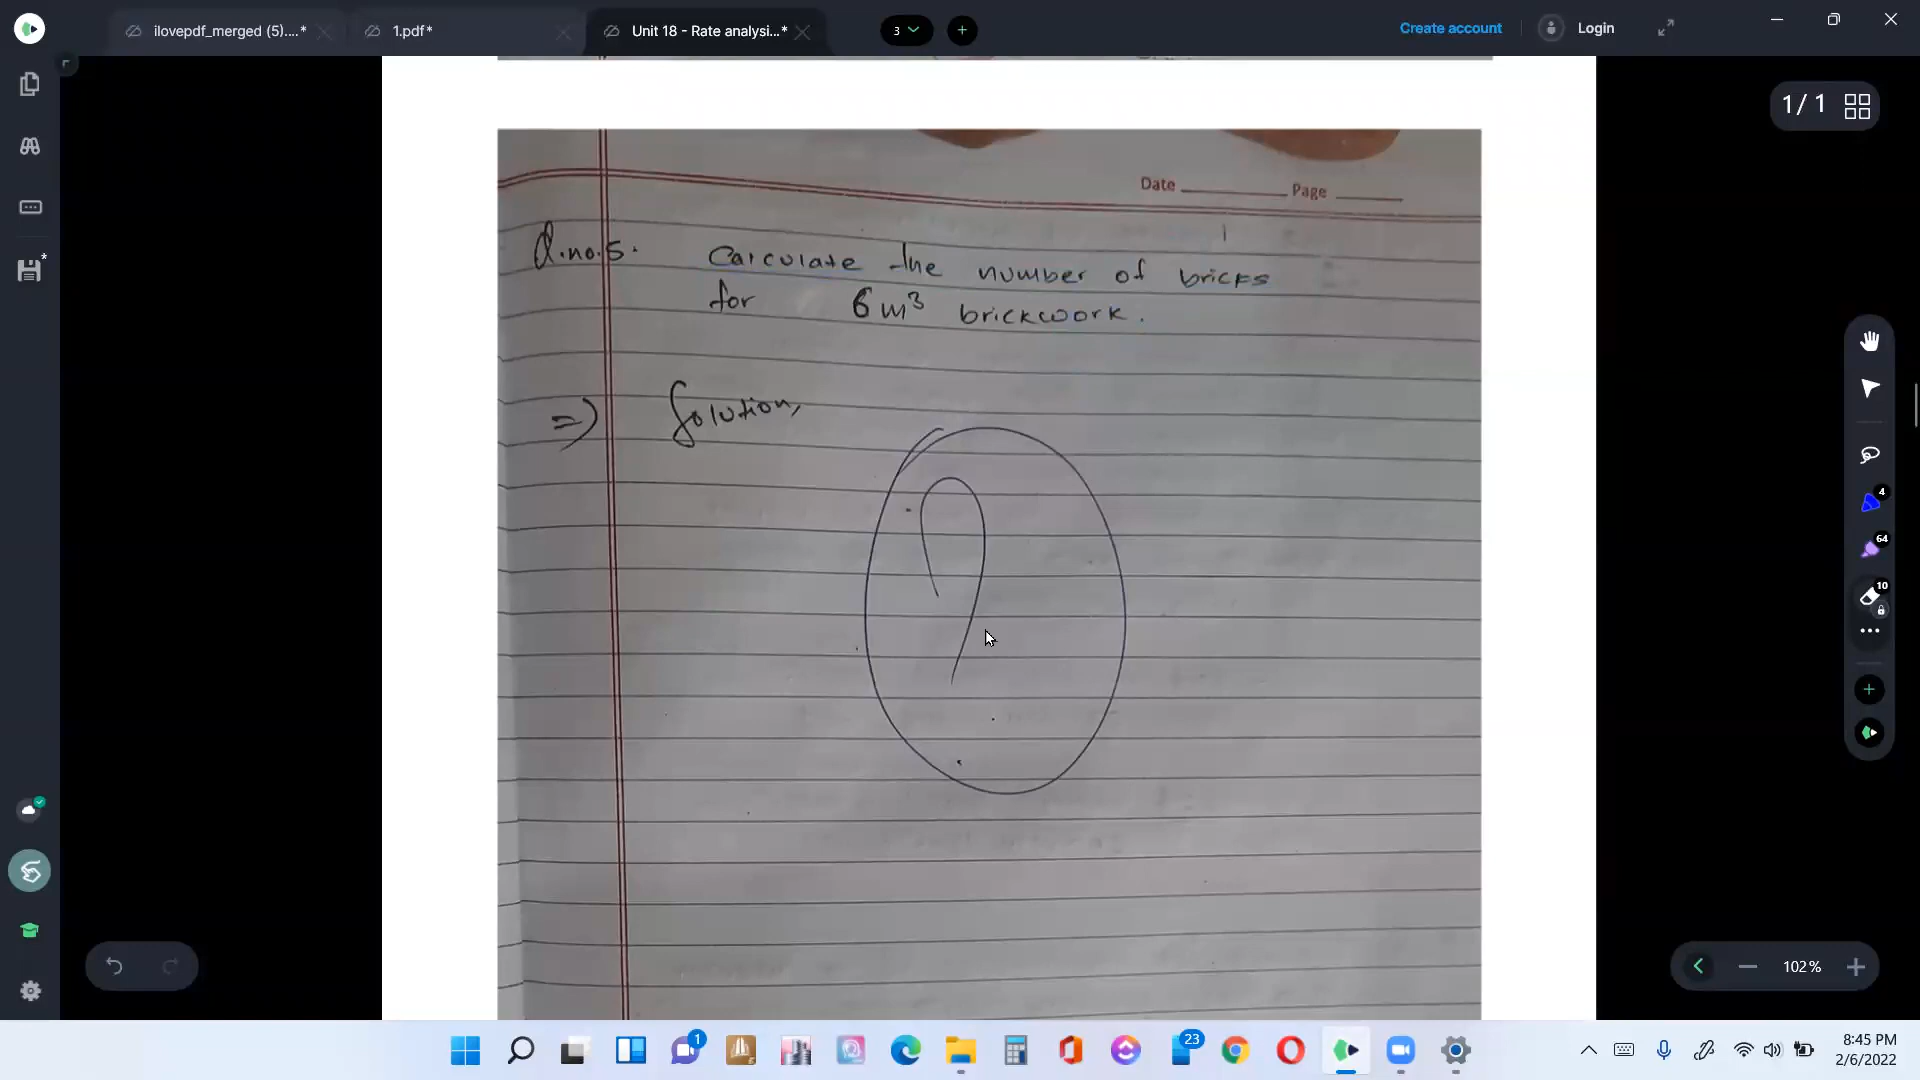 ilovepdf_merged (5)....*
1.pdf*
Unit 18 - Rate analysi...*
3
Create account
Login
1/ 1
Date
Page
Q.no.5.
Calculate the number of bricks
for 6 m³ brickwork.
=) Solution,
4
64
10
102%
1
23
8:45 PM
2/6/2022